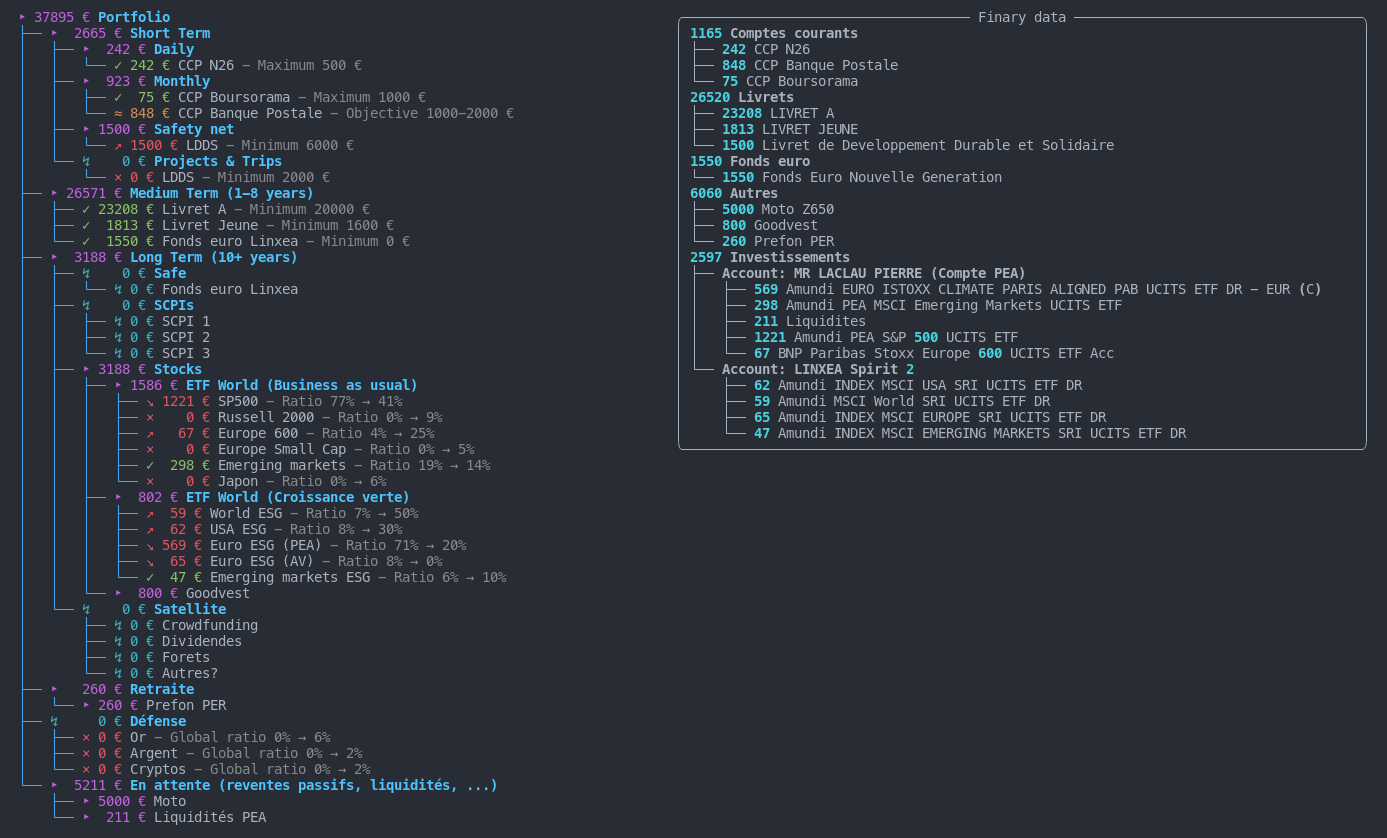 ‣ 37895 € Portfolio
├── ‣  2665 € Short Term
│   ├── ‣  242 € Daily
│   │   └── ✓ 242 € CCP N26 − Maximum 500 €
│   ├── ‣  923 € Monthly
│   │   ├── ✓  75 € CCP Boursorama − Maximum 1000 €
│   │   └── ≈ 848 € CCP Banque Postale − Objective 1000−2000 €
│   ├── ‣ 1500 € Safety net
│   │   └── ↗ 1500 € LDDS − Minimum 6000 €
│   └── ↯    0 € Projects & Trips
│       └── × 0 € LDDS − Minimum 2000 €
├── ‣ 26571 € Medium Term (1−8 years)
│   ├── ✓ 23208 € Livret A − Minimum 20000 €
│   ├── ✓  1813 € Livret Jeune − Minimum 1600 €
│   └── ✓  1550 € Fonds euro Linxea − Minimum 0 €
├── ‣  3188 € Long Term (10+ years)
│   ├── ↯    0 € Safe
│   │   └── ↯ 0 € Fonds euro Linxea
│   ├── ↯    0 € SCPIs
│   │   ├── ↯ 0 € SCPI 1
│   │   ├── ↯ 0 € SCPI 2
│   │   └── ↯ 0 € SCPI 3
│   ├── ‣ 3188 € Stocks
│   │   ├── ‣ 1586 € ETF World (Business as usual)
│   │   │   ├── ↘ 1221 € SP500 − Ratio 77% → 41%
│   │   │   ├── ×    0 € Russell 2000 − Ratio 0% → 9%
│   │   │   ├── ↗   67 € Europe 600 − Ratio 4% → 25%
│   │   │   ├── ×    0 € Europe Small Cap − Ratio 0% → 5%
│   │   │   ├── ✓  298 € Emerging markets − Ratio 19% → 14%
│   │   │   └── ×    0 € Japon − Ratio 0% → 6%
│   │   ├── ‣  802 € ETF World (Croissance verte)
│   │   │   ├── ↗  59 € World ESG − Ratio 7% → 50%
│   │   │   ├── ↗  62 € USA ESG − Ratio 8% → 30%
│   │   │   ├── ↘ 569 € Euro ESG (PEA) − Ratio 71% → 20%
│   │   │   ├── ↘  65 € Euro ESG (AV) − Ratio 8% → 0%
│   │   │   └── ✓  47 € Emerging markets ESG − Ratio 6% → 10%
│   │   └── ‣  800 € Goodvest
│   └── ↯    0 € Satellite
│       ├── ↯ 0 € Crowdfunding
│       ├── ↯ 0 € Dividendes
│       ├── ↯ 0 € Forets
│       └── ↯ 0 € Autres?
├── ‣   260 € Retraite
│   └── ‣ 260 € Prefon PER
├── ↯     0 € Défense
│   ├── × 0 € Or − Global ratio 0% → 6%
│   ├── × 0 € Argent − Global ratio 0% → 2%
│   └── × 0 € Cryptos − Global ratio 0% → 2%
└── ‣  5211 € En attente (reventes passifs, liquidités, ...)
    ├── ‣ 5000 € Moto
    └── ‣  211 € Liquidités PEA
Finary data
1165 Comptes courants
├── 242 CCP N26
├── 848 CCP Banque Postale
└── 75 CCP Boursorama
26520 Livrets
├── 23208 LIVRET A
├── 1813 LIVRET JEUNE
└── 1500 Livret de Developpement Durable et Solidaire
1550 Fonds euro
└── 1550 Fonds Euro Nouvelle Generation
6060 Autres
├── 5000 Moto Z650
├── 800 Goodvest
└── 260 Prefon PER
2597 Investissements
├── Account: MR LACLAU PIERRE (Compte PEA)
│   ├── 569 Amundi EURO ISTOXX CLIMATE PARIS ALIGNED PAB UCITS ETF DR − EUR (C)
│   ├── 298 Amundi PEA MSCI Emerging Markets UCITS ETF
│   ├── 211 Liquidites
│   ├── 1221 Amundi PEA S&P 500 UCITS ETF
│   └── 67 BNP Paribas Stoxx Europe 600 UCITS ETF Acc
└── Account: LINXEA Spirit 2
    ├── 62 Amundi INDEX MSCI USA SRI UCITS ETF DR
    ├── 59 Amundi MSCI World SRI UCITS ETF DR
    ├── 65 Amundi INDEX MSCI EUROPE SRI UCITS ETF DR
    └── 47 Amundi INDEX MSCI EMERGING MARKETS SRI UCITS ETF DR